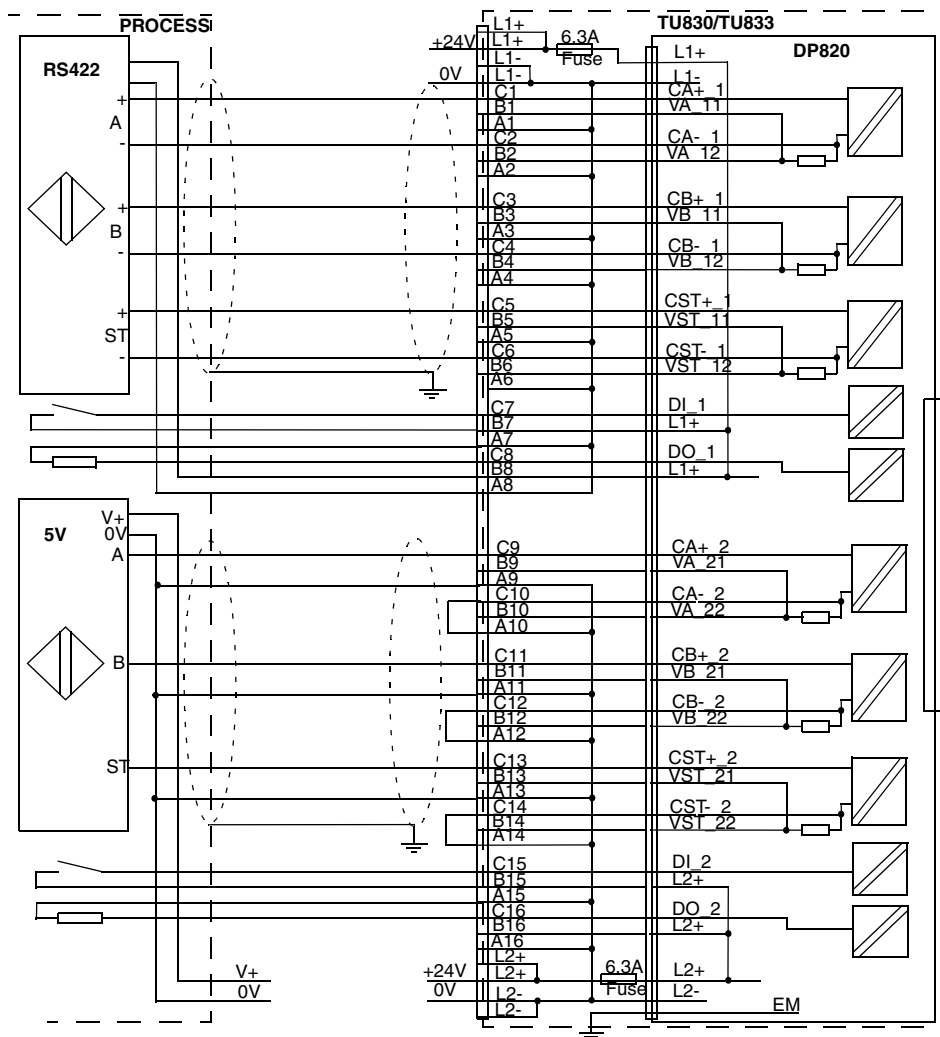 PROCESS
TU830/TU833
DP820
RS422
L1+
L1+
+24V
6.3A
Fuse
L1+
L1-
L1-
0V
L1-
C1
CA+_1
+
B1
VA_11
A
A1
C2
CA-_1
-
B2
VA_12
A2
C3
CB+_1
+
B3
VB_11
B
A3
C4
CB-_1
-
B4
VB_12
A4
C5
CST+_1
+
B5
VST_11
ST
A5
C6
CST-_1
-
B6
VST_12
A6
C7
DI_1
B7
L1+
A7
C8
DO_1
B8
L1+
A8
5V
V+
0V
A
C9
CA+_2
B9
VA_21
A9
C10
CA-_2
B10
VA_22
A10
B
C11
CB+_2
B11
VB_21
A11
C12
CB-_2
B12
VB_22
A12
ST
C13
CST+_2
B13
VST_21
A13
C14
CST-_2
B14
VST_22
A14
C15
DI_2
B15
L2+
A15
C16
DO_2
B16
L2+
A16
L2+
V+
+24V
L2+
6.3A
Fuse
L2+
0V
0V
L2-
L2-
L2-
EM